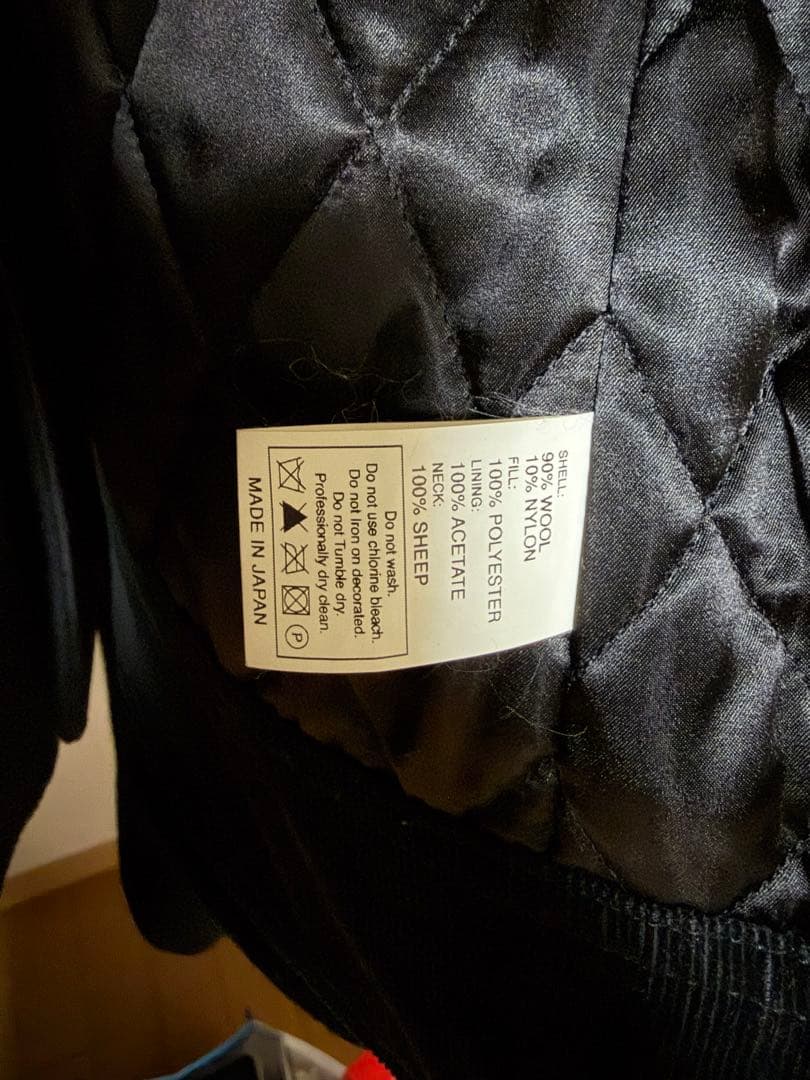 SHELL:
90% WOOL
10% NYLON
FILL:
100% POLYESTER
LINING:
100% ACETATE
NECK:
100% SHEEP
Do not wash.
Do not use chlorine bleach.
Do not Iron on decorated.
Do not Tumble dry.
Professionally dry clean.
P
MADE IN JAPAN